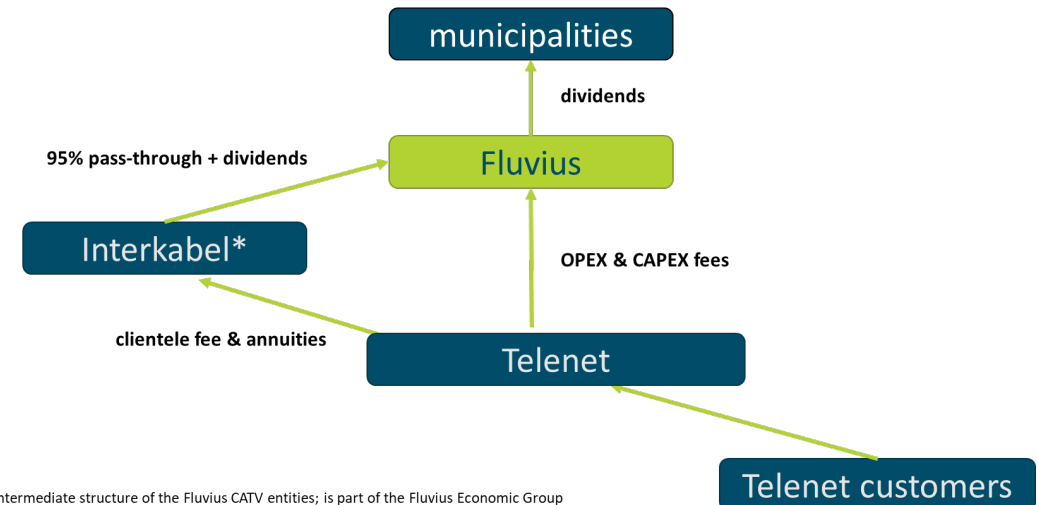 municipalities
dividends
95% pass-through + dividends
Fluvius
Interkabel*
OPEX & CAPEX fees
clientele fee & annuities
Telenet
Telenet customers
ntermediate structure of the Fluvius CATV entities; is part of the Fluvius Economic Group